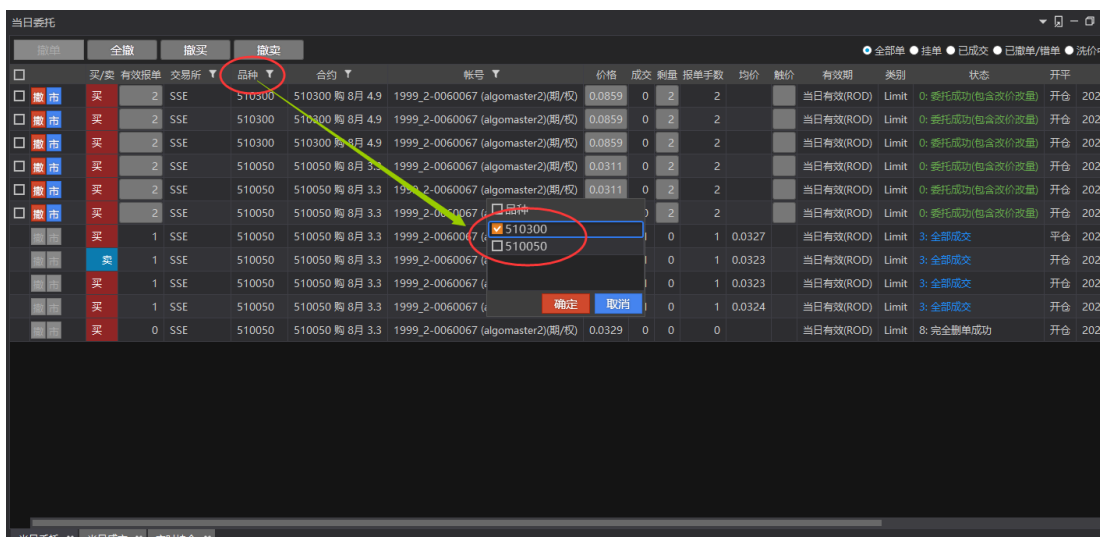 当日委托
撤单 全撤 撤买 撤卖 全部单 挂单 已成交 已撤单/错单 洗价
买/卖 有效报单 交易所 品种 合约 帐号 价格 成交 剩量 报单手数 均价 触价 有效期 类别 状态 开平
撤 市 买 2 SSE 510300 510300 购 8月 4.9 1999_2-0060067 (algomaster2)(期/权) 0.0859 0 2 2 当日有效(ROD) Limit 0: 委托成功(包含改价改量) 开仓 202
撤 市 买 2 SSE 510300 510300 购 8月 4.9 1999_2-0060067 (algomaster2)(期/权) 0.0859 0 2 2 当日有效(ROD) Limit 0: 委托成功(包含改价改量) 开仓 202
撤 市 买 2 SSE 510300 510300 购 8月 4.9 1999_2-0060067 (algomaster2)(期/权) 0.0859 0 2 2 当日有效(ROD) Limit 0: 委托成功(包含改价改量) 开仓 202
撤 市 买 2 SSE 510050 510050 购 8月 3.3 1999_2-0060067 (algomaster2)(期/权) 0.0311 0 2 2 当日有效(ROD) Limit 0: 委托成功(包含改价改量) 开仓 202
撤 市 买 2 SSE 510050 510050 购 8月 3.3 1999_2-0060067 (algomaster2)(期/权) 0.0311 0 2 2 当日有效(ROD) Limit 0: 委托成功(包含改价改量) 开仓 202
撤 市 买 2 SSE 510050 510050 购 8月 3.3 1999_2-0060067 2 2 当日有效(ROD) Limit 0: 委托成功(包含改价改量) 开仓 202
品种
撤 市 买 1 SSE 510050 510050 购 8月 3.3 1999_2-0060067 0 1 0.0327 当日有效(ROD) Limit 3: 全部成交 平仓 202
510300
510050
撤 市 卖 1 SSE 510050 510050 购 8月 3.3 1999_2-0060067 0 1 0.0323 当日有效(ROD) Limit 3: 全部成交 开仓 202
撤 市 买 1 SSE 510050 510050 购 8月 3.3 1999_2-0060067 0 1 0.0323 当日有效(ROD) Limit 3: 全部成交 开仓 202
撤 市 买 1 SSE 510050 510050 购 8月 3.3 1999_2-0060067 0 1 0.0324 当日有效(ROD) Limit 3: 全部成交 开仓 202
确定 取消
撤 市 买 0 SSE 510050 510050 购 8月 3.3 1999_2-0060067 (algomaster2)(期/权) 0.0329 0 0 0 当日有效(ROD) Limit 8: 完全删单成功 开仓 202